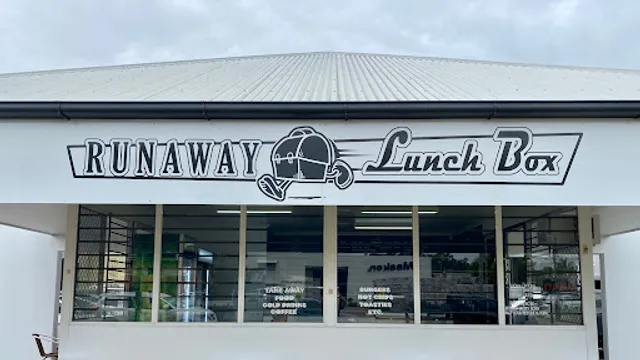 RUNAWAY Lunch Box
TAKE AWAY
FOOD
COLD DRINKS
COFFEE
BURGERS
HOT CHIPS
TOASTIES
ETC.